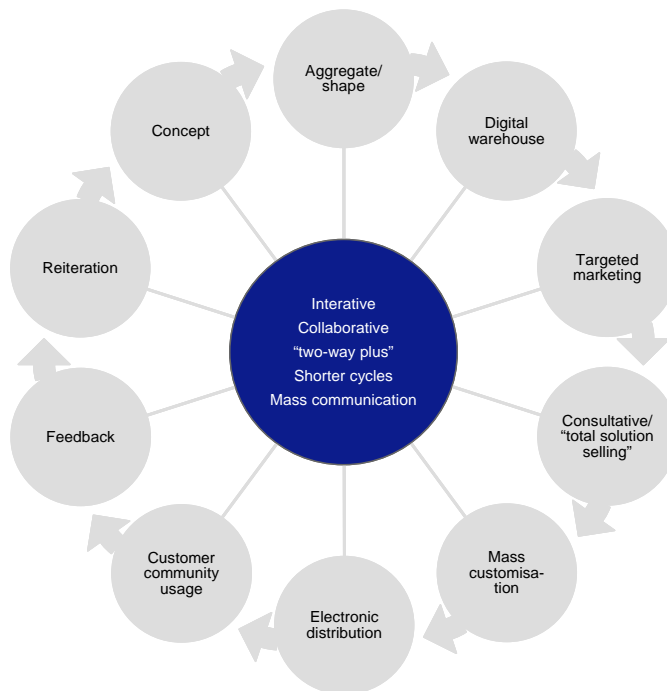 Aggregate/
shape
Digital
warehouse
Targeted
marketing
Consultative/
“total solution
selling”
Mass
customisa-
tion
Electronic
distribution
Customer
community
usage
Feedback
Reiteration
Concept
Interative
Collaborative
“two-way plus”
Shorter cycles
Mass communication